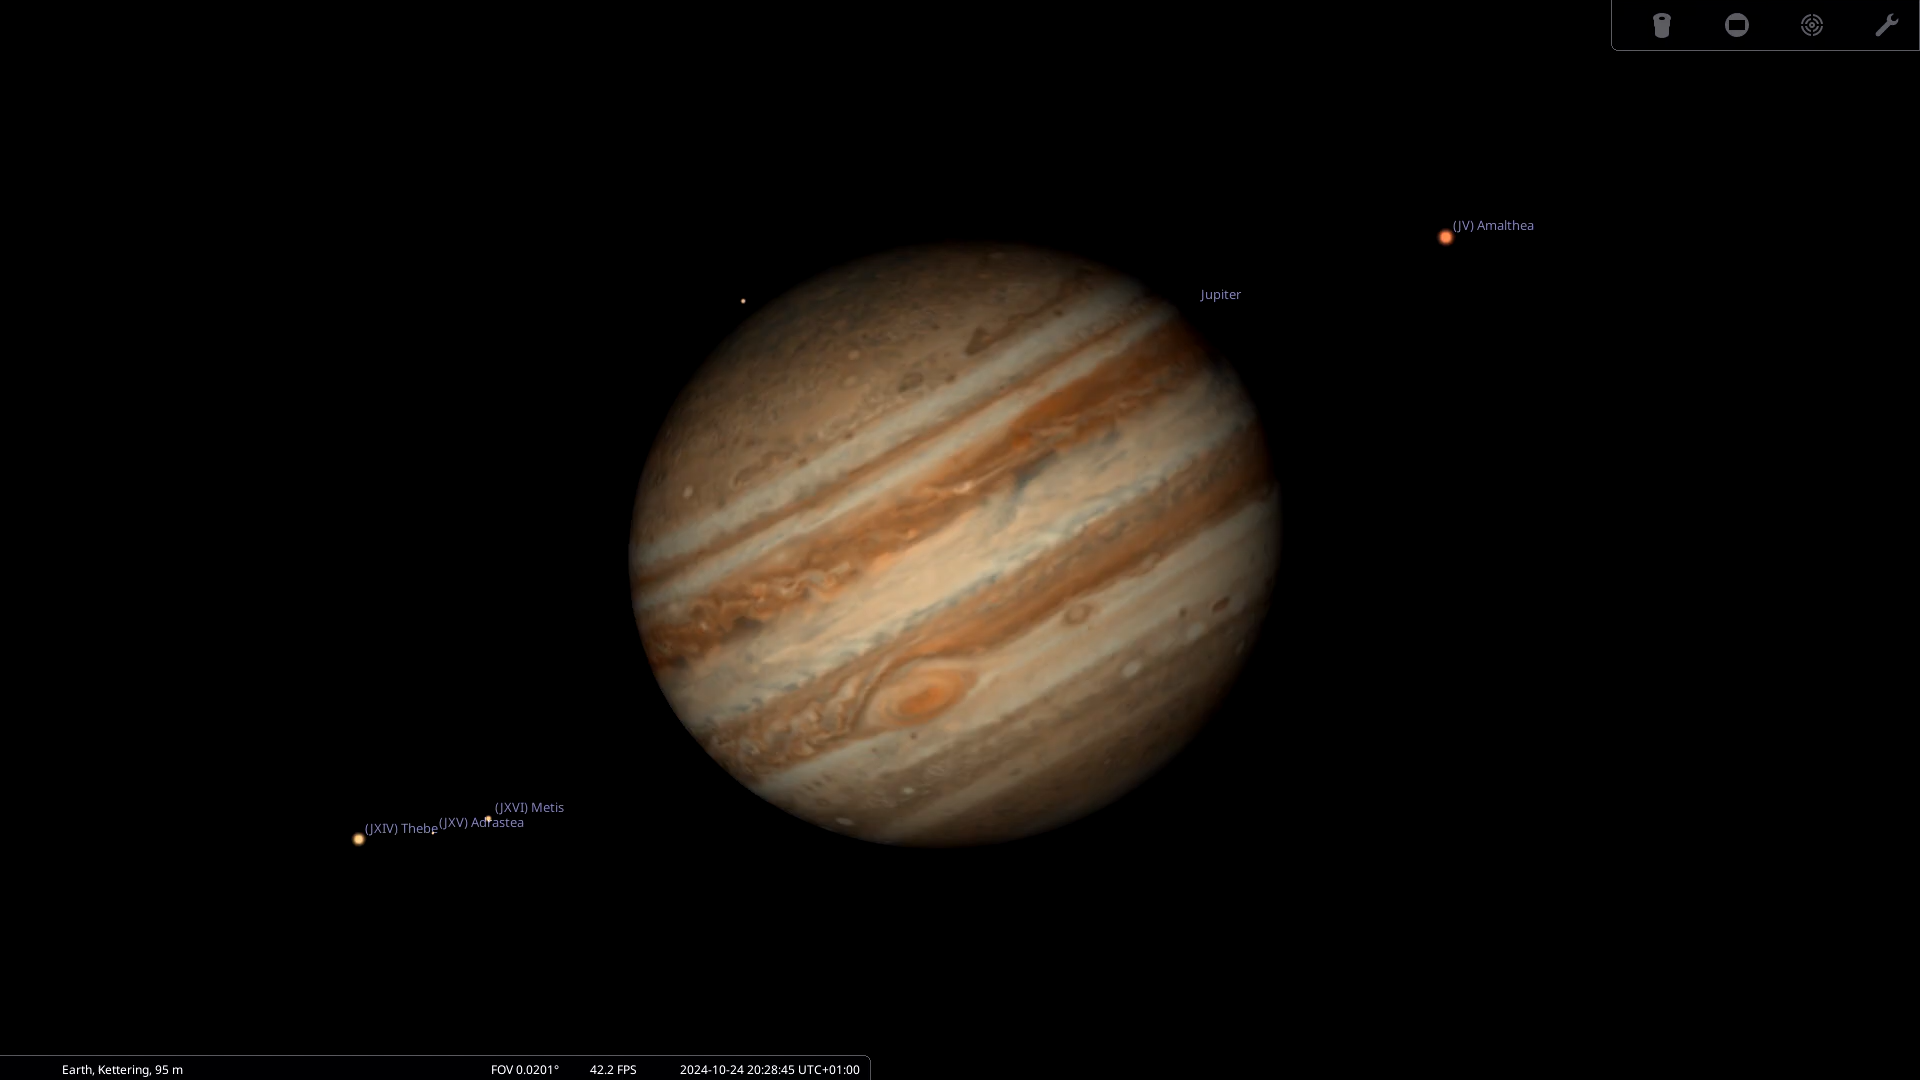 (JV) Amalthea
Jupiter
(JXVI) Metis
(JXV) Adrastea
(JXIV) Thebe
Earth, Kettering, 95 m FOV 0.0201° 42.2 FPS 2024-10-24 20:28:45 UTC+01:00